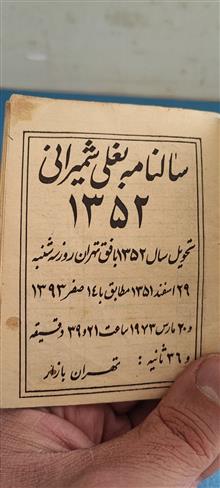 سالنامه بغلی شمیرانی
۱۳۵۲
تحویل سال ۱۳۵۲ بافق تهران روز سه شنبه
۲۹ اسفند ۱۳۵۱ مطابق با ۱۴ صفر ۱۳۹۳
و ۲۰ مارس ۱۹۷۳ ساعت ۲۱ و ۳۹ دقیقه
و ۳۶ ثانیه :
تهران بازار